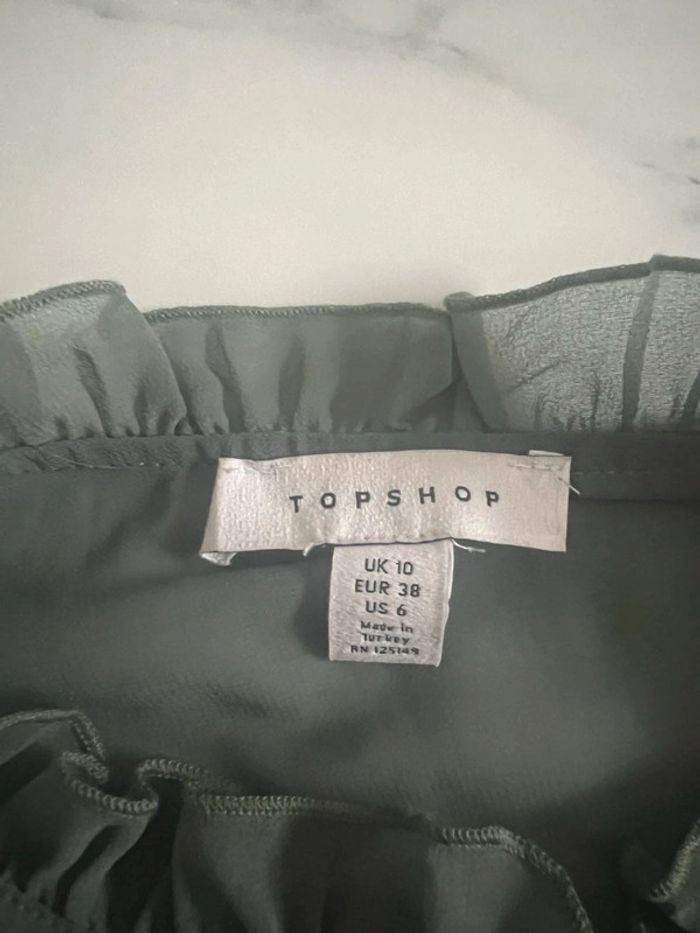 TOPSHOP
UK 10
EUR 38
US 6
Made in
Turkey
RN 125149